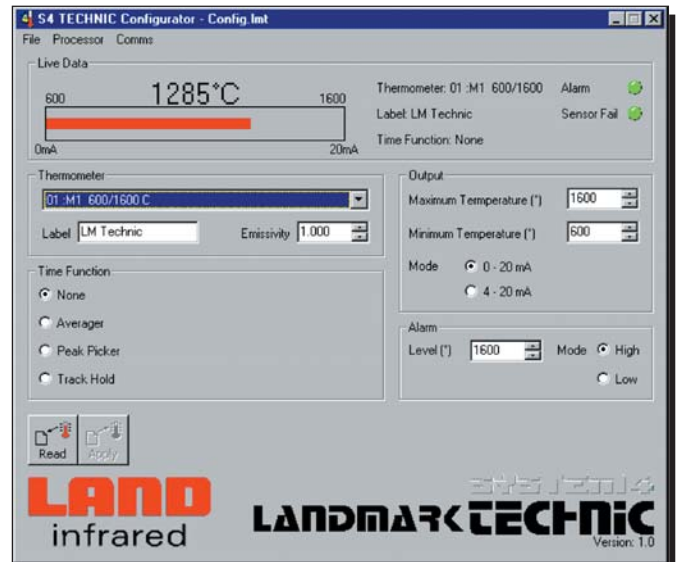 S4 TECHNIC Configurator - Config.lmt
File Processor Comms
Live Data
600 1285°C 1600
0mA 20mA
Thermometer: 01 :M1 600/1600 Alarm
Label: LM Technic Sensor Fail
Time Function: None
Thermometer
01 :M1 600/1600 C
Label LM Technic Emissivity 1.000
Output
Maximum Termperature (°) 1600
Minimum Temperature (°) 600
Mode 0 - 20 mA
4 - 20 mA
Time Function
None
Averager
Peak Picker
Track Hold
Alarm
Level (°) 1600 Mode High
Low
Read Apply
LAND
infrared
SYSTEM4
LANDMARK TECHNIC
Version: 1.0